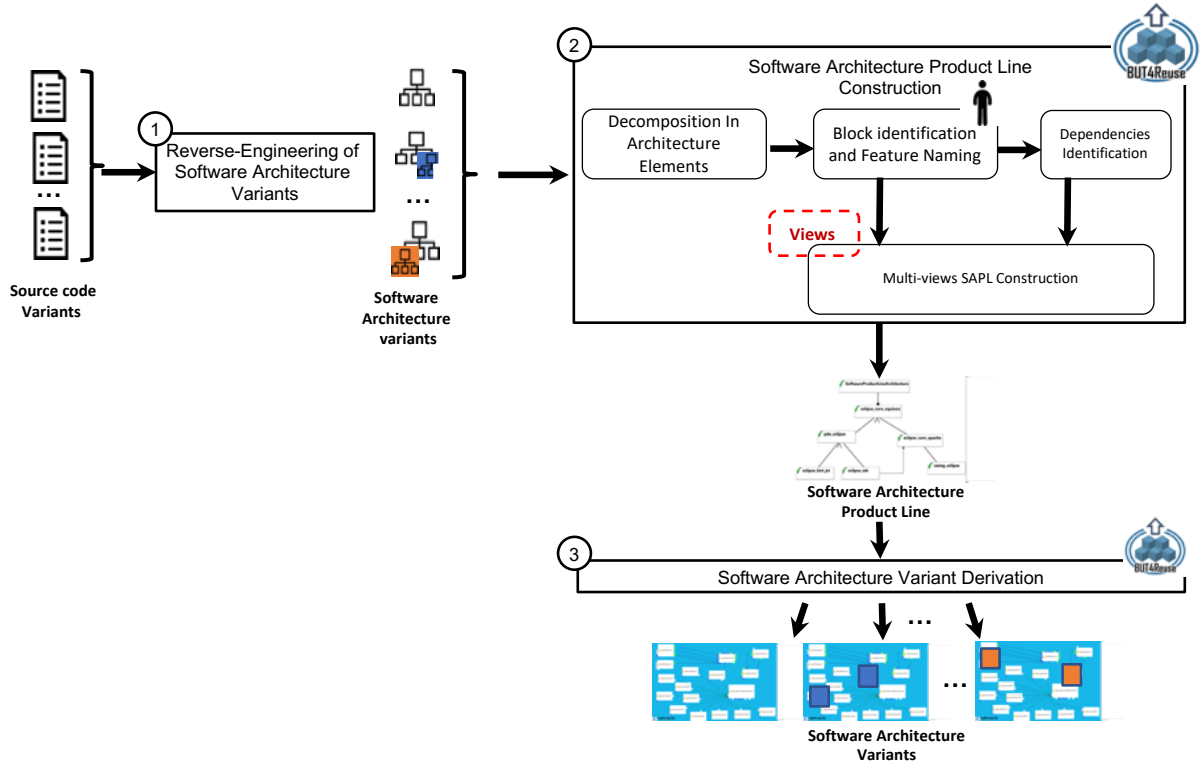 2
BUT4Reuse
Software Architecture Product Line
Construction
1
Reverse-Engineering of
Software Architecture
Variants
...
...
Decomposition In
Architecture
Elements
Block identification
and Feature Naming
Dependencies
Identification
Views
Multi-views SAPL Construction
Source code
Variants
Software
Architecture
variants
Software Architecture
Product Line
3
BUT4Reuse
Software Architecture Variant Derivation
...
...
Software Architecture
Variants